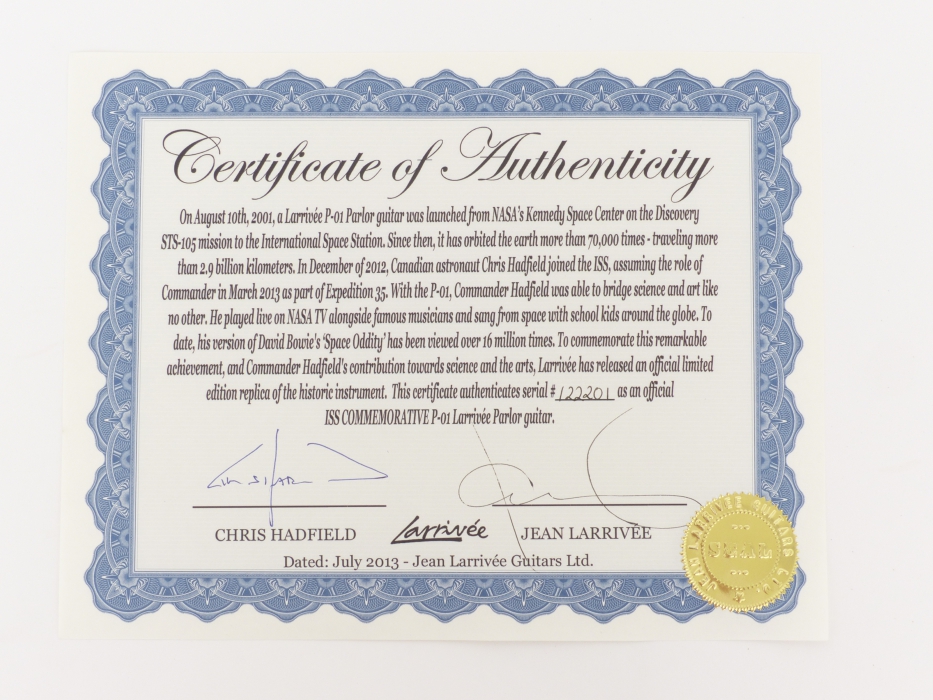 Certificate of Authenticity
On August 10th, 2001, a Larrivée P-01 Parlor guitar was launched from NASA's Kennedy Space Center on the Discovery
STS-105 mission to the International Space Station. Since then, it has orbited the earth more than 70,000 times - traveling more
than 2.9 billion kilometers. In December of 2012, Canadian astronaut Chris Hadfield joined the ISS, assuming the role of
Commander in March 2013 as part of Expedition 35. With the P-01, Commander Hadfield was able to bridge science and art like
no other. He played live on NASA TV alongside famous musicians and sang from space with school kids around the globe. To
date, his version of David Bowie's 'Space Oddity' has been viewed over 16 million times. To commemorate this remarkable
achievement, and Commander Hadfield's contribution towards science and the arts, Larrivée has released an official limited
edition replica of the historic instrument. This certificate authenticates serial # 122201 as an official
ISS COMMEMORATIVE P-01 Larrivée Parlor guitar.
CHRIS HADFIELD Larrivée JEAN LARRIVÉE
Dated: July 2013 - Jean Larrivée Guitars Ltd.
JEAN LARRIVÉE GUITARS LTD.